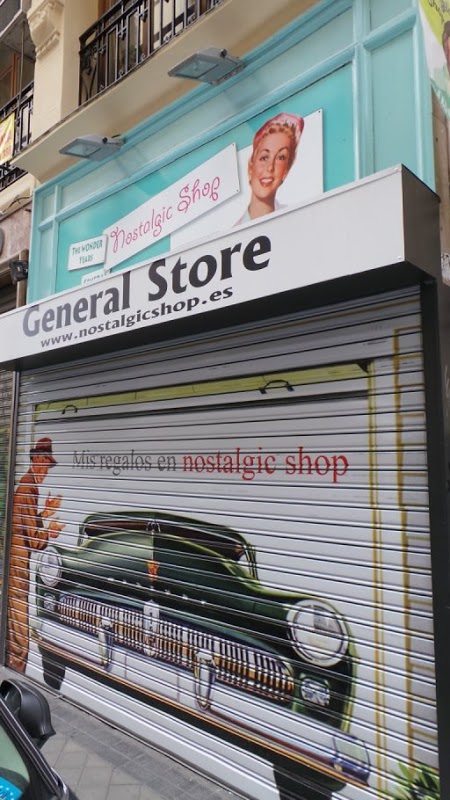 THE WONDER
YEARS
Nostalgic Shop
General Store
www.nostalgicshop.es
Mis regalos en nostalgic shop